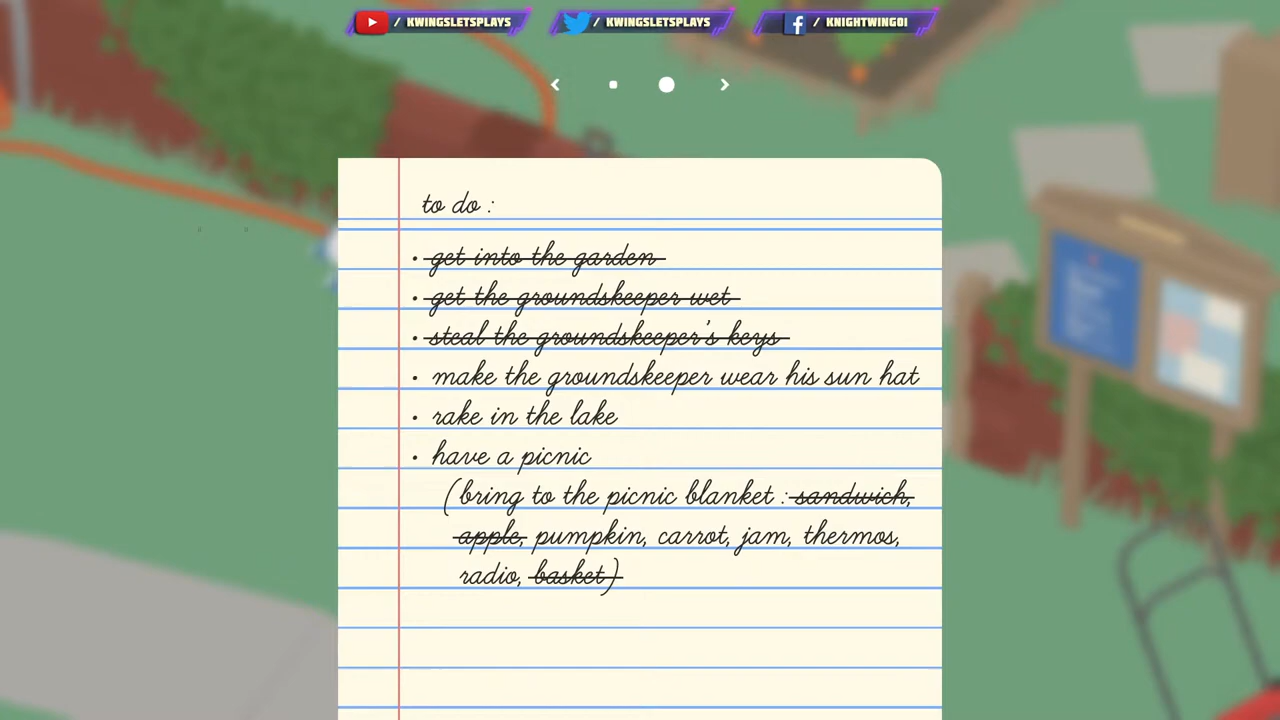 / KWINGSLETSPLAYS / KWINGSLETSPLAYS / KNIGHTWING01
to do :
• get into the garden
• get the groundskeeper wet
• steal the groundskeeper's keys
• make the groundskeeper wear his sun hat
• rake in the lake
• have a picnic
(bring to the picnic blanket : sandwich,
apple, pumpkin, carrot, jam, thermos,
radio, basket)